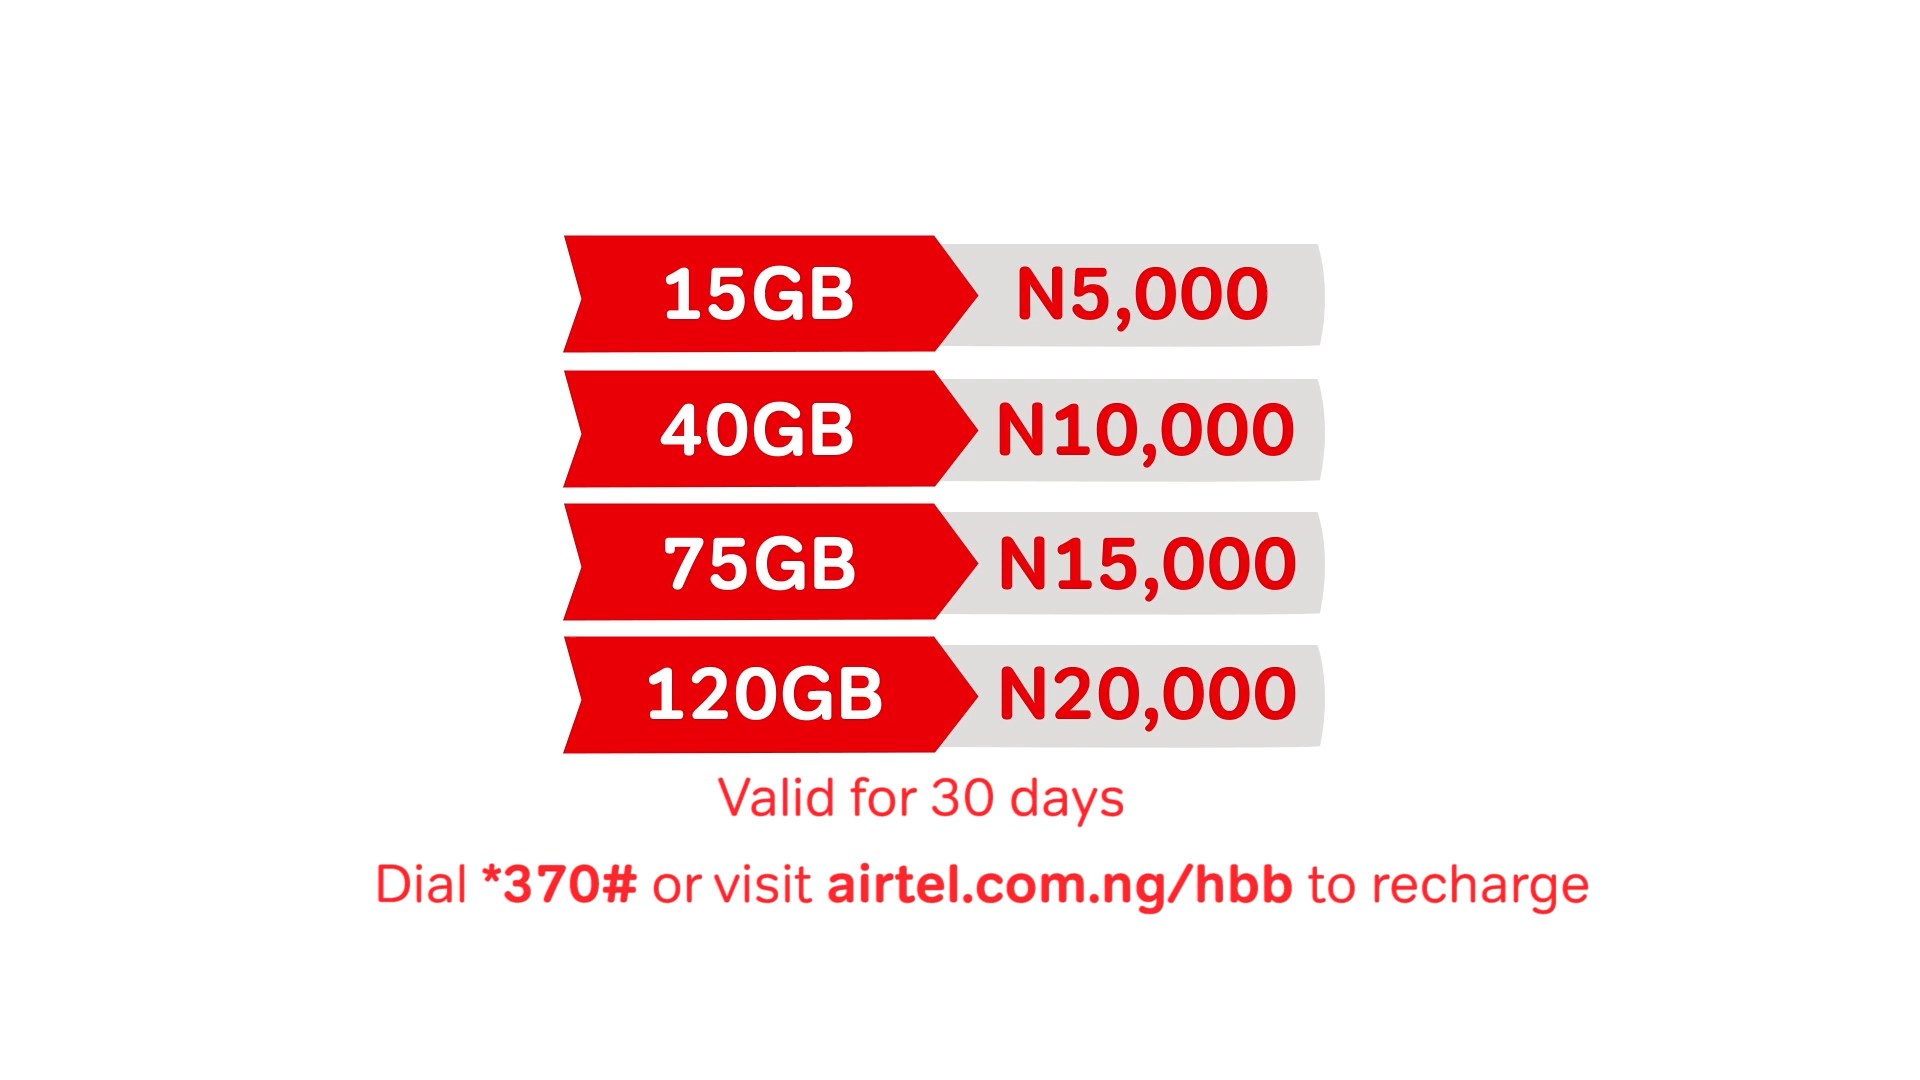 15GB N5,000
40GB N10,000
75GB N15,000
120GB N20,000
Valid for 30 days
Dial *370# or visit airtel.com.ng/hbb to recharge